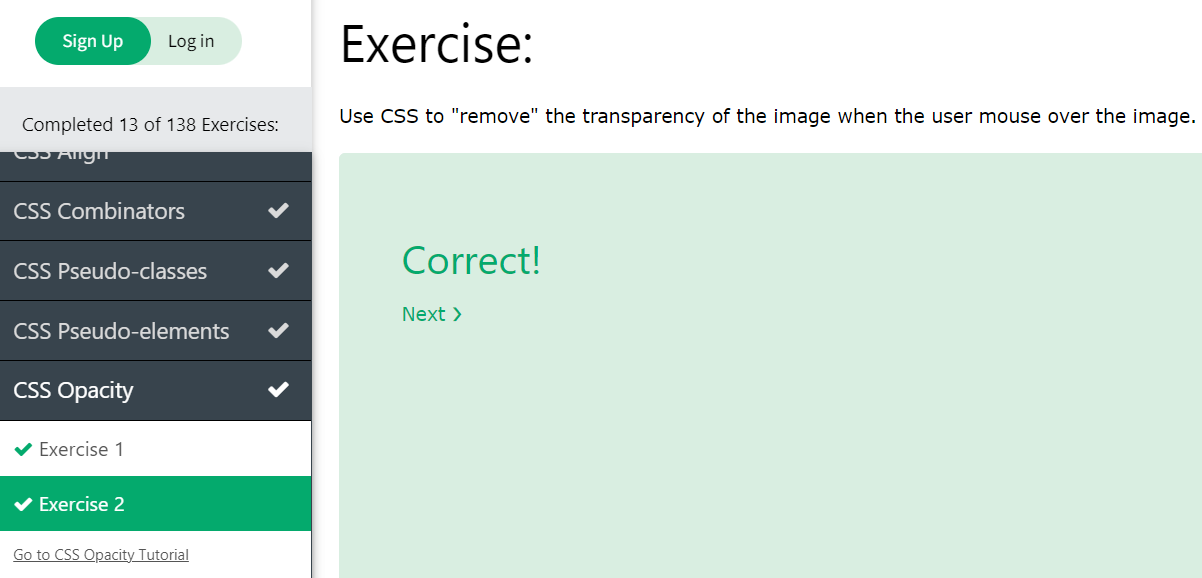 Sign Up
Log in
Completed 13 of 138 Exercises:
CSS Align
CSS Combinators
CSS Pseudo-classes
CSS Pseudo-elements
CSS Opacity
Exercise 1
Exercise 2
Go to CSS Opacity Tutorial
Exercise:
Use CSS to "remove" the transparency of the image when the user mouse over the image.
Correct!
Next ❯